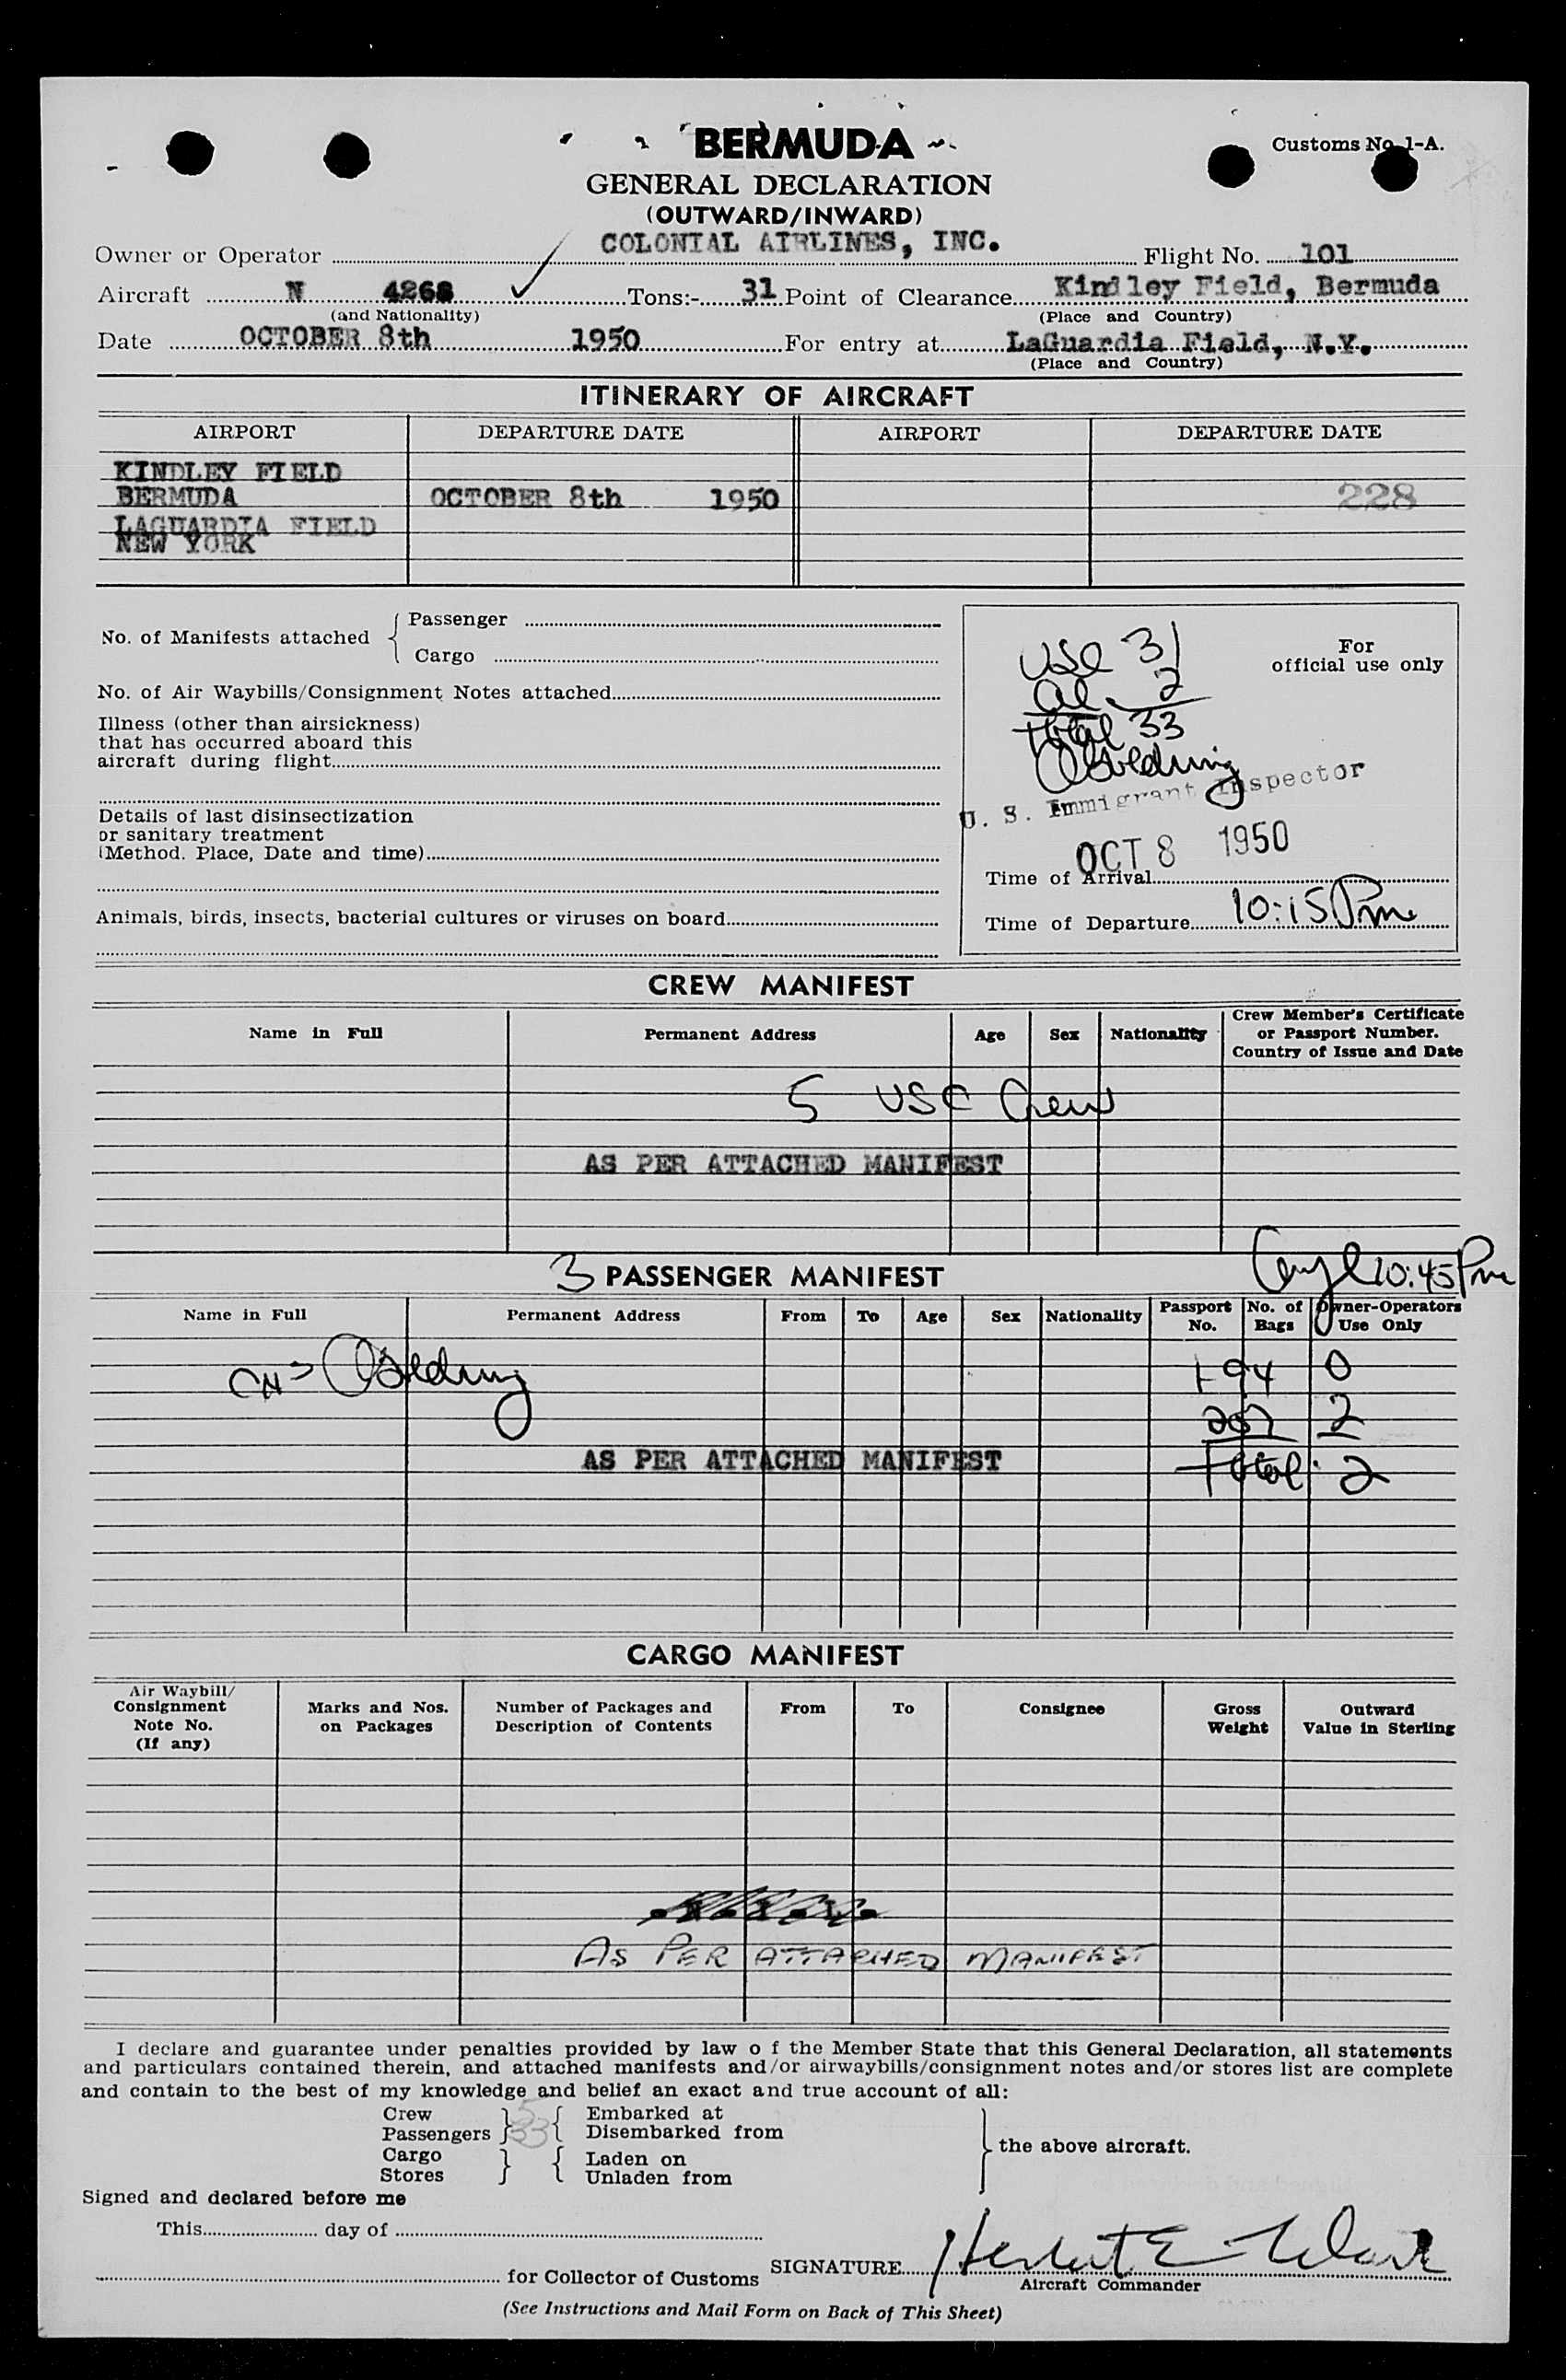 BERMUDA
Customs No. 1-A.
GENERAL DECLARATION
(OUTWARD/INWARD)
Owner or Operator COLONIAL AIRLINES, INC. Flight No. 101
Aircraft N 4268 Tons:- 31 Point of Clearance Kindley Field, Bermuda
(and Nationality) (Place and Country)
Date OCTOBER 8th 1950 For entry at LaGuardia Field, N.Y.
(Place and Country)
ITINERARY OF AIRCRAFT
AIRPORT DEPARTURE DATE AIRPORT DEPARTURE DATE
KINDLEY FIELD
BERMUDA OCTOBER 8th 1950 228
LAGUARDIA FIELD
NEW YORK
No. of Manifests attached { Passenger
Cargo
No. of Air Waybills/Consignment Notes attached
Illness (other than airsickness)
that has occurred aboard this
aircraft during flight
Details of last disinsectization
or sanitary treatment
(Method. Place, Date and time)
Animals, birds, insects, bacterial cultures or viruses on board
For
official use only
USC 31
al 2
total 33
U. S. Immigrant Inspector
OCT 8 1950
Time of Arrival
Time of Departure 10:15 Pm
CREW MANIFEST
Name in Full Permanent Address Age Sex Nationality Crew Member's Certificate
or Passport Number.
Country of Issue and Date
5 USC Crew
AS PER ATTACHED MANIFEST
3 PASSENGER MANIFEST
10:45 Pm
Name in Full Permanent Address From To Age Sex Nationality Passport No. No. of Bags Owner-Operators Use Only
I-94 0
257 2
Total 2
AS PER ATTACHED MANIFEST
CARGO MANIFEST
Air Waybill/
Consignment
Note No.
(If any)
Marks and Nos.
on Packages
Number of Packages and
Description of Contents
From To Consignee
Gross
Weight
Outward
Value in Sterling
AS PER ATTACHED MANIFEST
I declare and guarantee under penalties provided by law o f the Member State that this General Declaration, all statements
and particulars contained therein, and attached manifests and/or airwaybills/consignment notes and/or stores list are complete
and contain to the best of my knowledge and belief an exact and true account of all:
Crew } 5 { Embarked at
Passengers } 33 { Disembarked from
the above aircraft.
Cargo } { Laden on
Stores } { Unladen from
Signed and declared before me
This day of
for Collector of Customs
SIGNATURE Herbert E
Aircraft Commander
(See Instructions and Mail Form on Back of This Sheet)